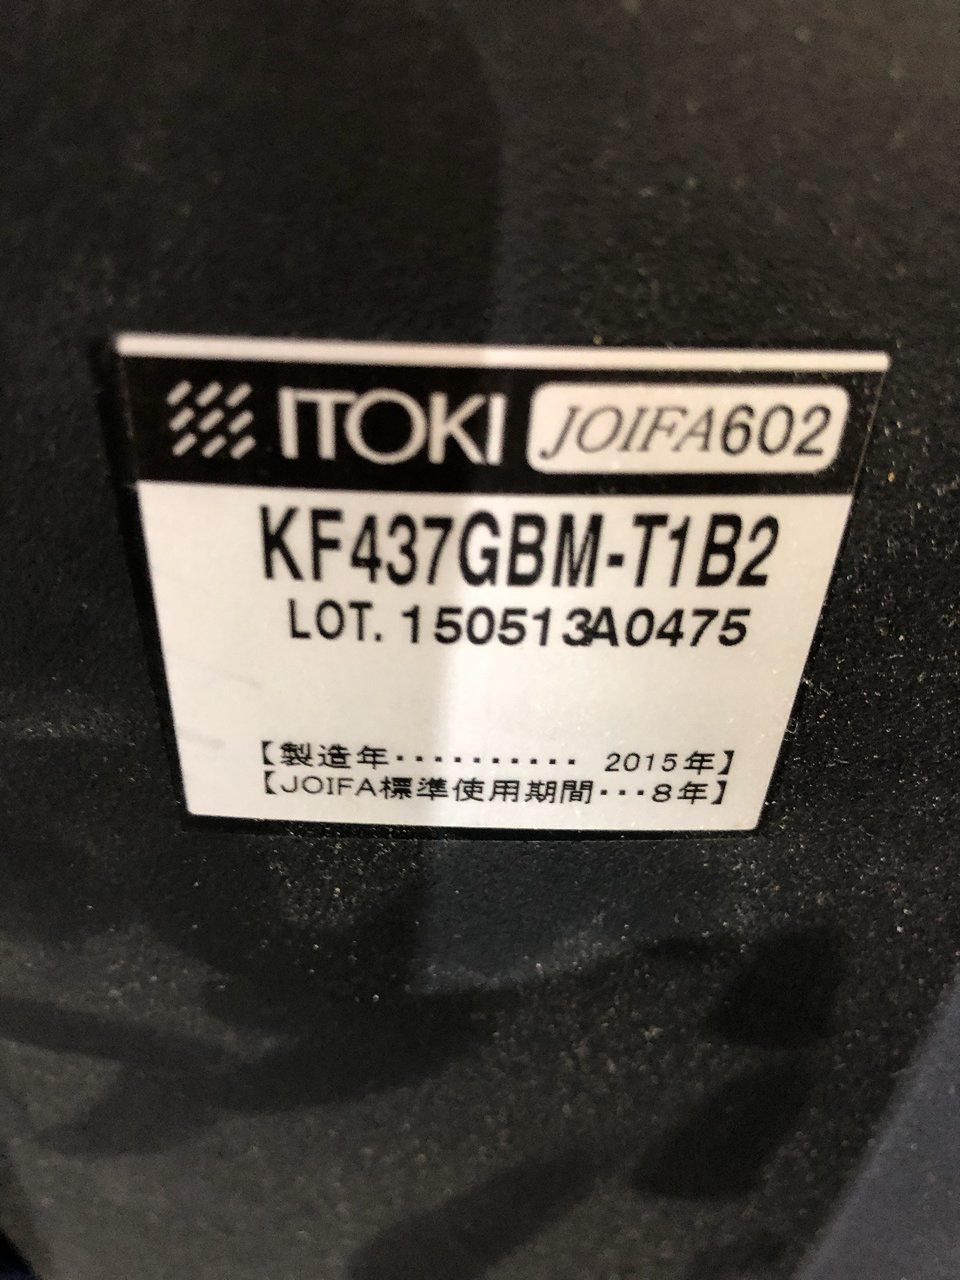 ITOKI JOIFA602
KF437GBM-T1B2
LOT. 150513A0475
【製造年‥‥‥‥‥ 2015年】
【JOIFA標準使用期間･･･8年】